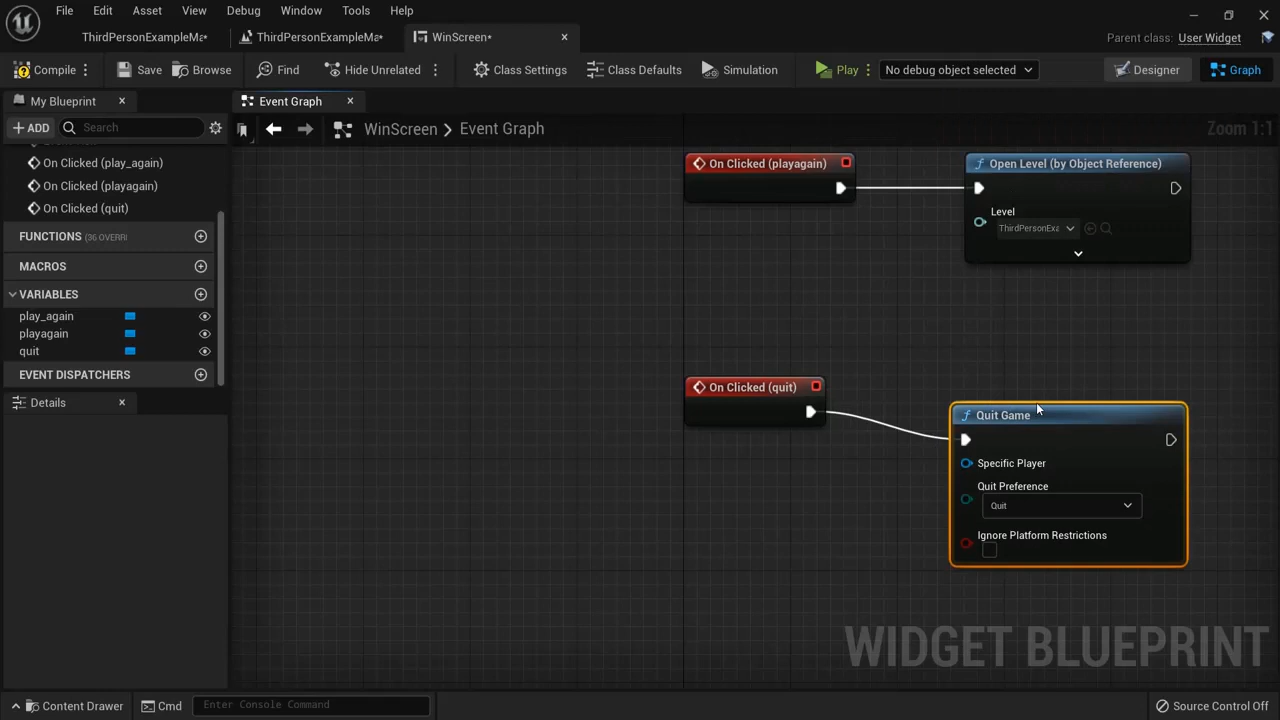 File Edit Asset View Debug Window Tools Help
ThirdPersonExampleMa* ThirdPersonExampleMa* WinScreen* Parent class: User Widget
Compile Save Browse Find Hide Unrelated Class Settings Class Defaults Simulation Play No debug object selected Designer Graph
My Blueprint Event Graph
ADD Search WinScreen > Event Graph Zoom 1:1
On Clicked (play_again)
On Clicked (playagain)
On Clicked (quit)
FUNCTIONS (36 OVERRI
MACROS
VARIABLES
play_again
playagain
quit
EVENT DISPATCHERS
Details
On Clicked (playagain) Open Level (by Object Reference)
Level
ThirdPersonExa
On Clicked (quit) Quit Game
Specific Player
Quit Preference
Quit
Ignore Platform Restrictions
WIDGET BLUEPRINT
Content Drawer Cmd Enter Console Command Source Control Off